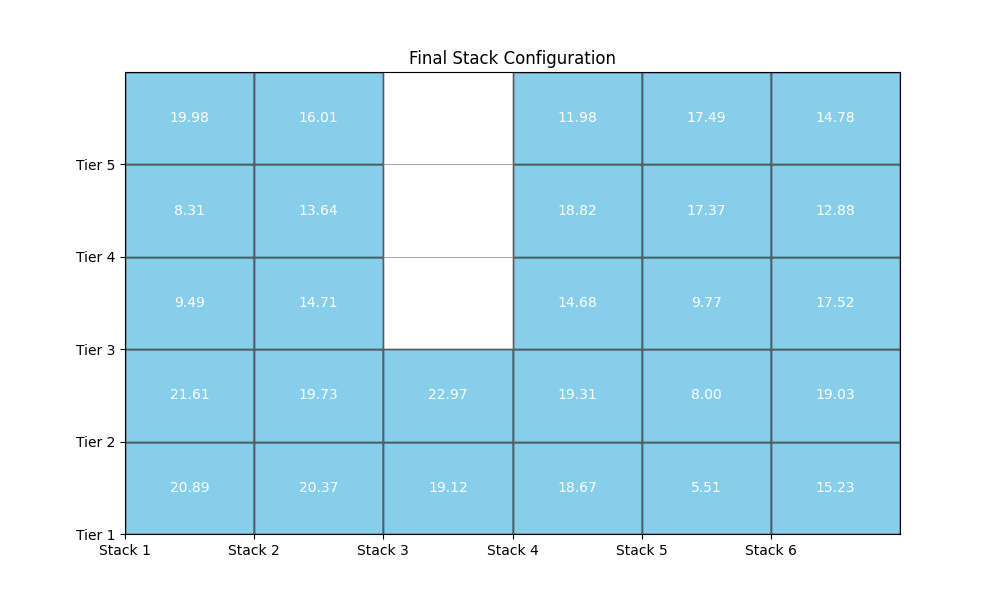 Final Stack Configuration
19.98 16.01 11.98 17.49 14.78
Tier 5
8.31 13.64 18.82 17.37 12.88
Tier 4
9.49 14.71 14.68 9.77 17.52
Tier 3
21.61 19.73 22.97 19.31 8.00 19.03
Tier 2
20.89 20.37 19.12 18.67 5.51 15.23
Tier 1
Stack 1 Stack 2 Stack 3 Stack 4 Stack 5 Stack 6